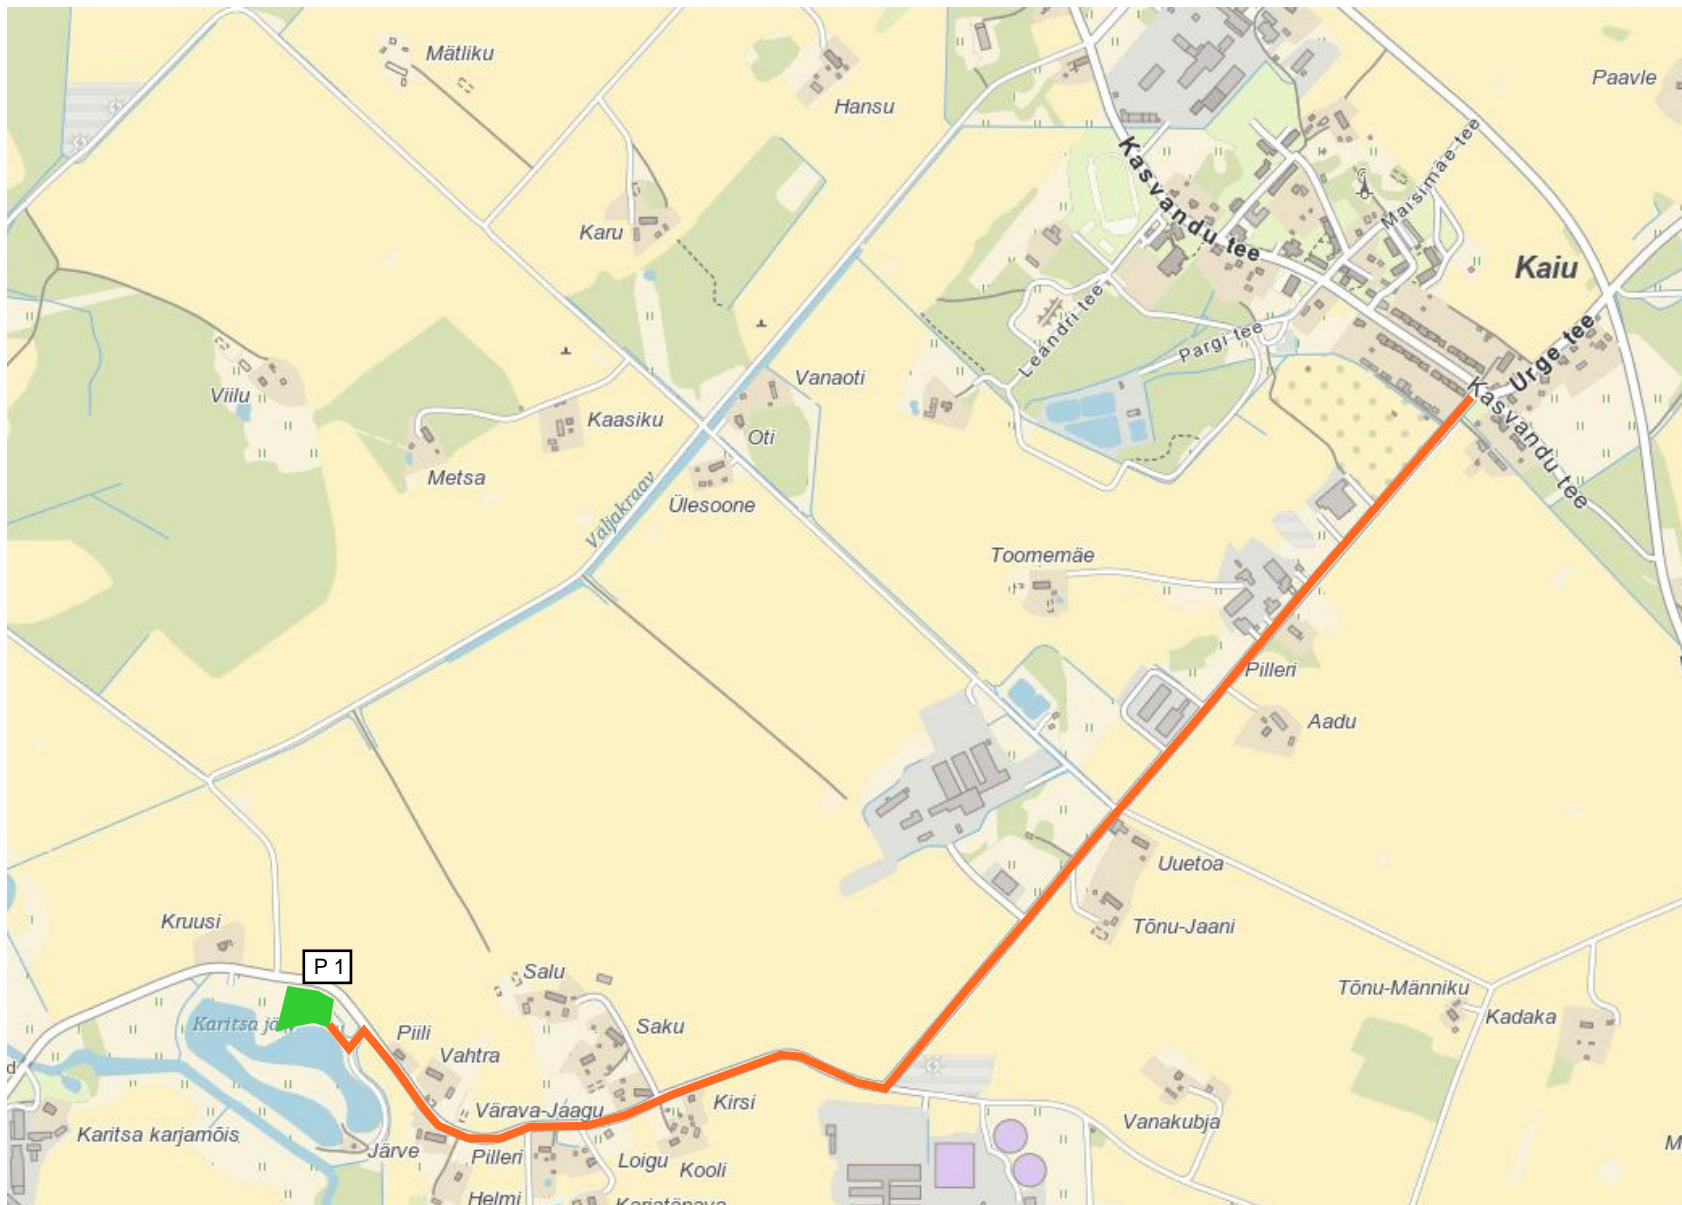 Mätliku
Hansu
Paavle
Kasvandu tee
Marsimäe tee
Karu
Kaiu
Leandri tee
Pargi tee
Urge tee
Kasvandu tee
Viilu
Vanaoti
Kaasiku
Oti
Metsa
Ülesoone
Väljakraav
Toomemäe
Pilleri
Aadu
Uuetoa
Tõnu-Jaani
Kruusi
P 1
Salu
Tõnu-Männiku
Kadaka
Karitsa jä
Piili
Saku
Vahtra
d
Värava-Jaagu
Kirsi
Vanakubja
Karitsa karjamõis
Järve
Pilleri
Loigu
Kooli
M
Helmi